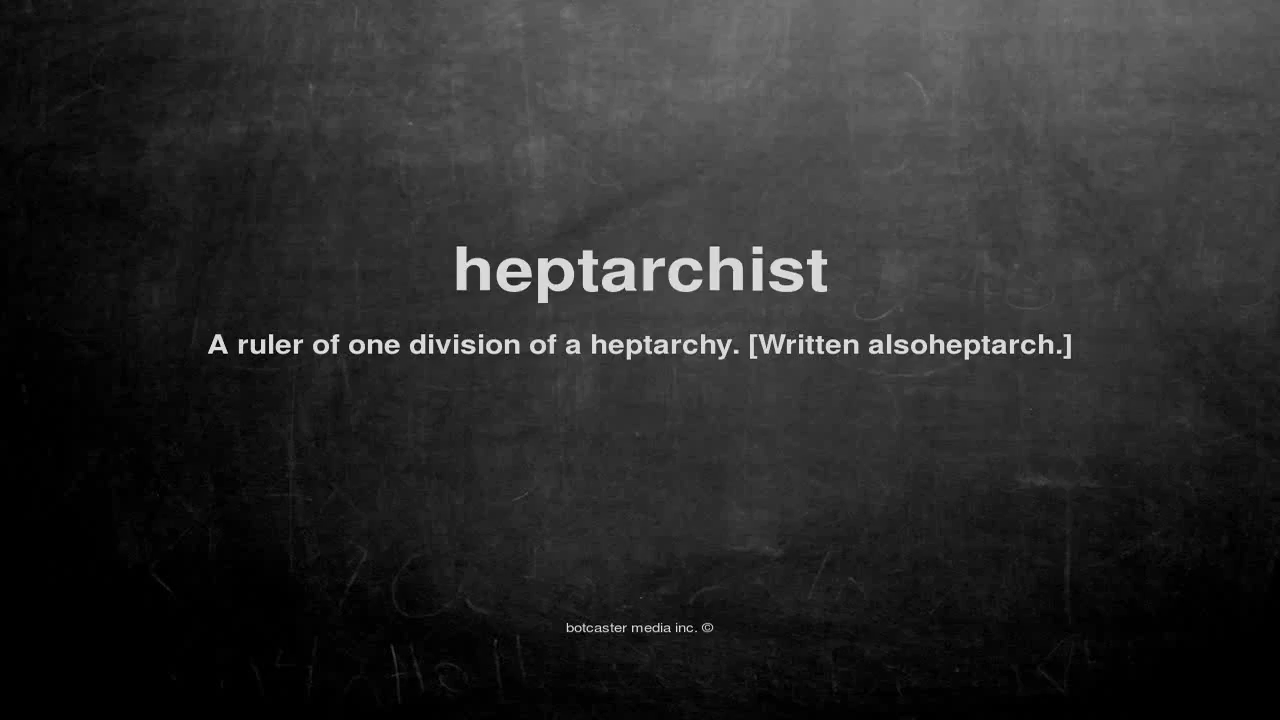 heptarchist
A ruler of one division of a heptarchy. [Written alsoheptarch.]
botcaster media inc. ©